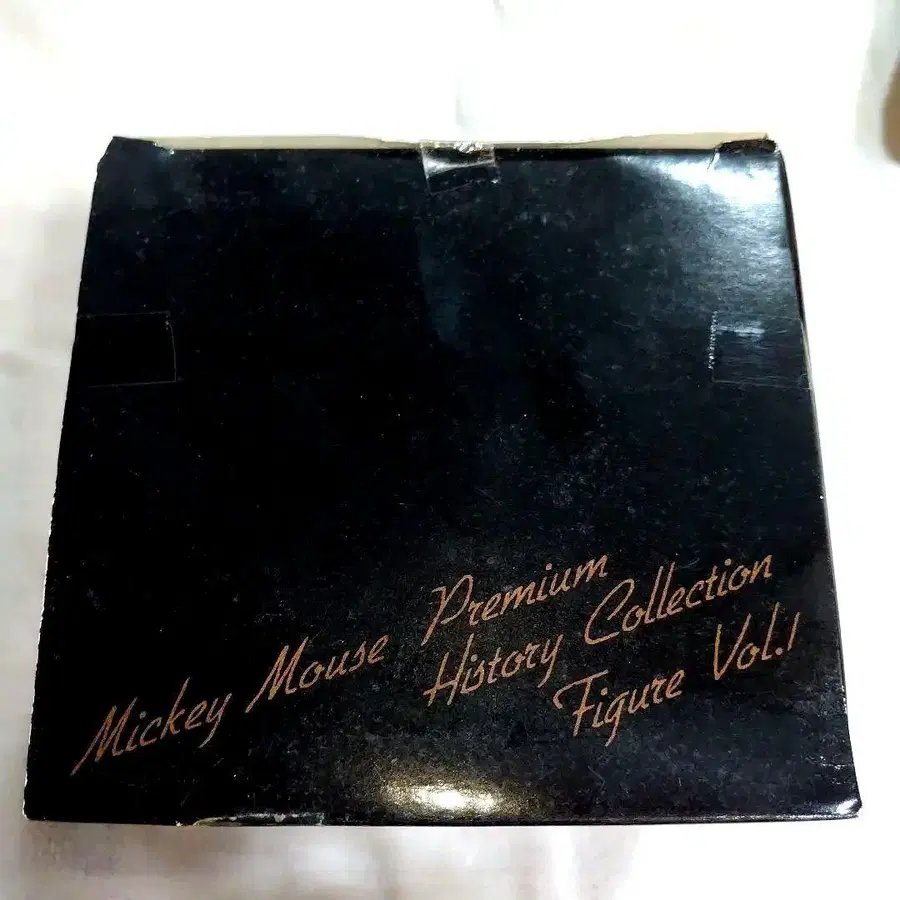 Mickey Mouse Premium
History Collection
Figure Vol.1